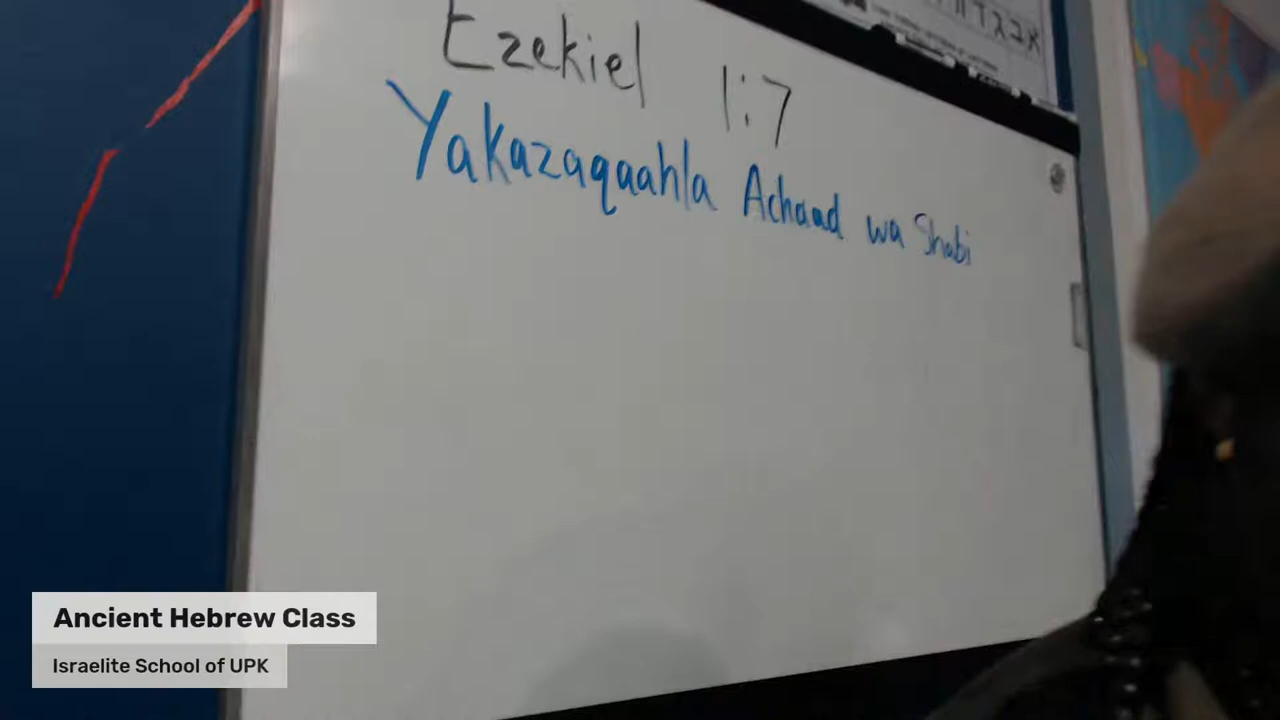 Ezekiel 1:7
Yakazaqaahla Achaad wa Shabi
Ancient Hebrew Class
Israelite School of UPK